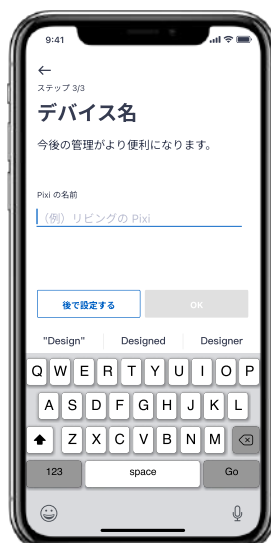 9:41
ステップ 3/3
デバイス名
今後の管理がより便利になります。
Pixi の名前
（例）リビングの Pixi
後で設定する OK
"Design" Designed Designer
Q W E R T Y U I O P
A S D F G H J K L
Z X C V B N M
123 space Go